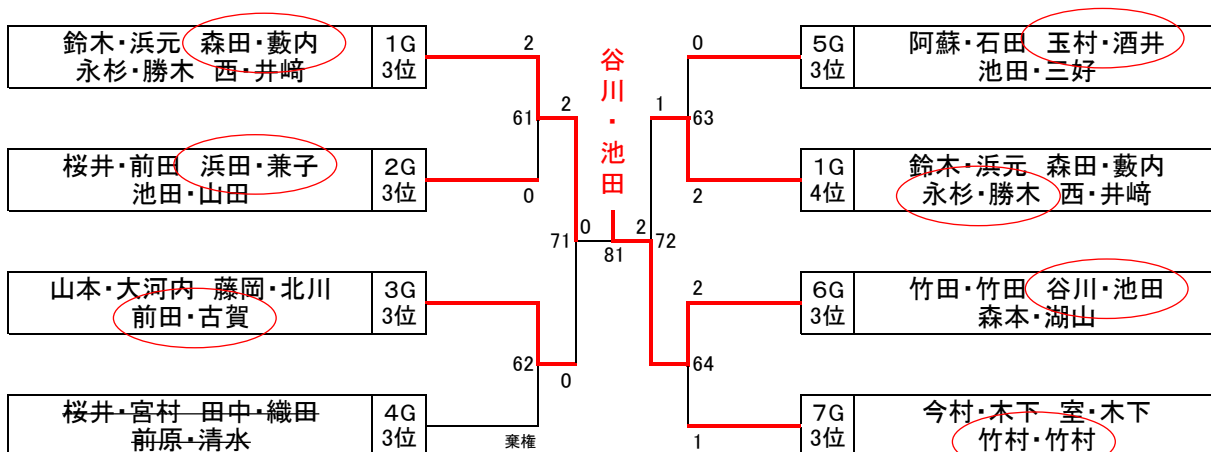 鈴木・浜元 森田・藪内
永杉・勝木 西・井﨑
1G
3位
桜井・前田 浜田・兼子
池田・山田
2G
3位
山本・大河内 藤岡・北川
前田・古賀
3G
3位
桜井・宮村 田中・織田
前原・清水
4G
3位
2
61
0
2
62
棄権
0
71
0
谷川・池田
81
2
72
1
0
63
2
2
64
1
5G
3位
阿蘇・石田 玉村・酒井
池田・三好
1G
4位
鈴木・浜元 森田・藪内
永杉・勝木 西・井﨑
6G
3位
竹田・竹田 谷川・池田
森本・湖山
7G
3位
今村・木下 室・木下
竹村・竹村